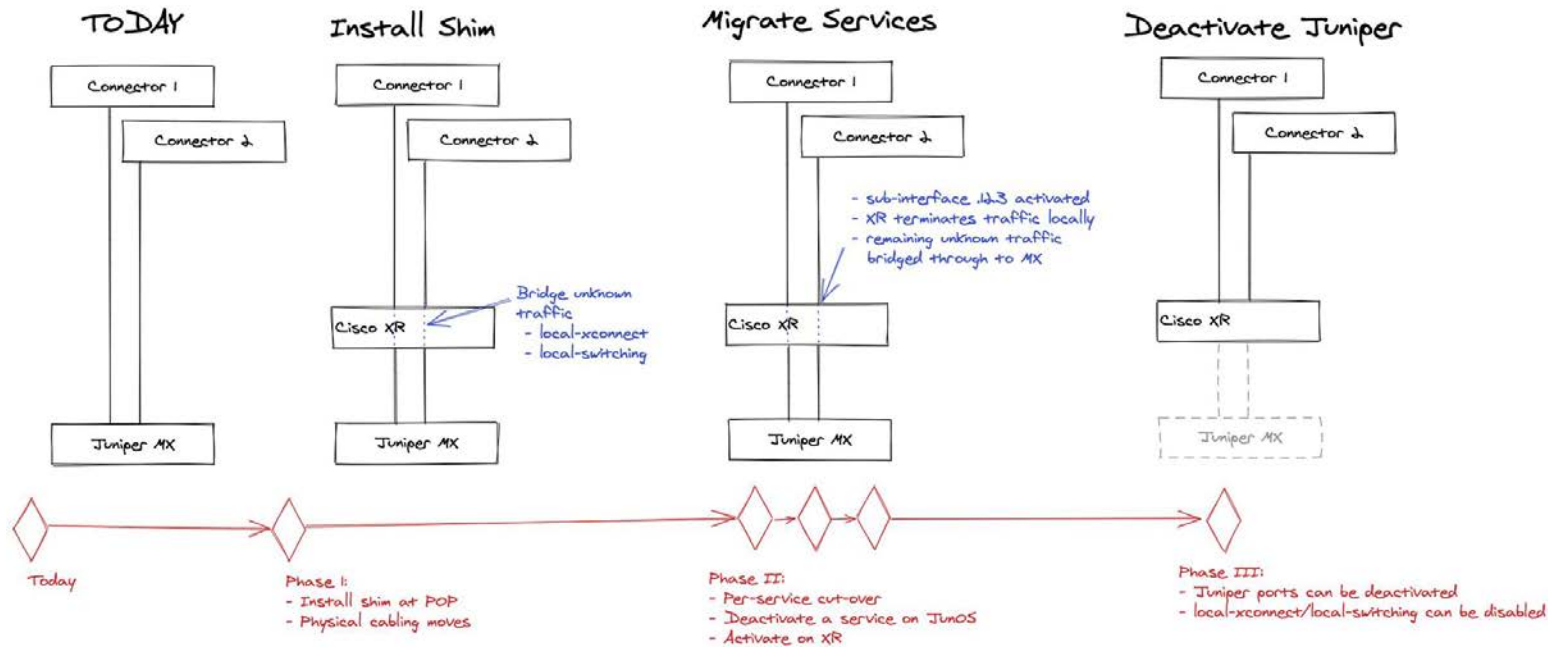 TODAY
Connector 1
Connector 2
Juniper MX
Install Shim
Connector 1
Connector 2
Bridge unknown
traffic
- local-xconnect
- local-switching
Cisco XR
Juniper MX
Migrate Services
Connector 1
Connector 2
- sub-interface .123 activated
- XR terminates traffic locally
- remaining unknown traffic
bridged through to MX
Cisco XR
Juniper MX
Deactivate Juniper
Connector 1
Connector 2
Cisco XR
Juniper MX
Today
Phase 1:
- Install shim at POP
- Physical cabling moves
Phase II:
- Per-service cut-over
- Deactivate a service on JunOS
- Activate on XR
Phase III:
- Juniper ports can be deactivated
- local-xconnect/local-switching can be disabled